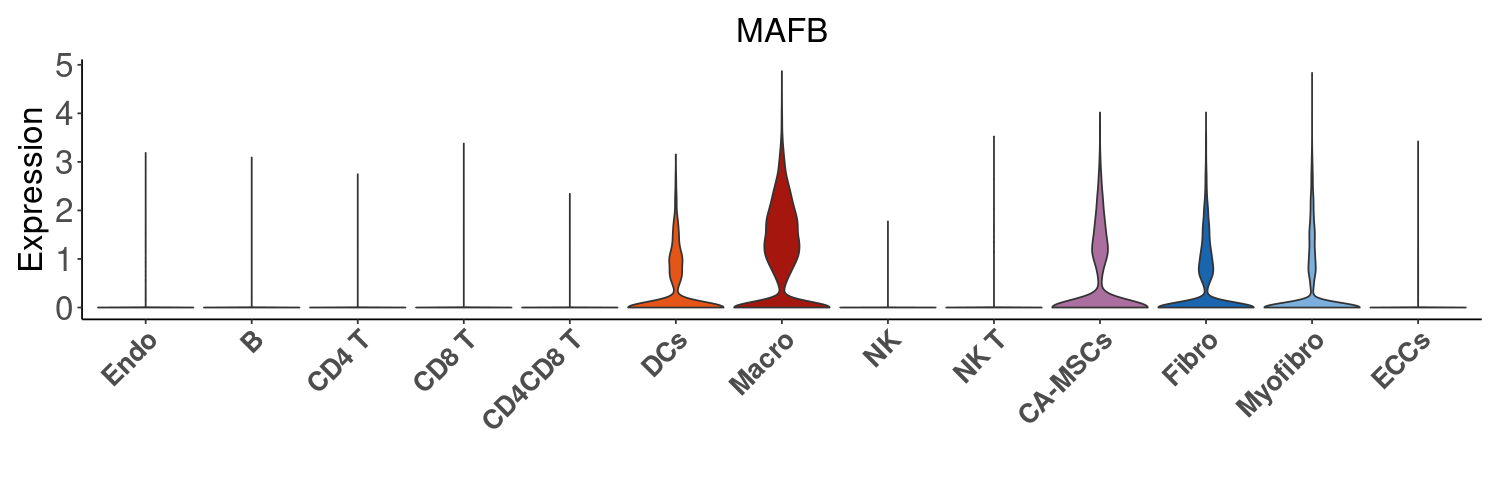 MAFB
Expression
5
4
3
2
1
0
Endo
B
CD4 T
CD8 T
CD4CD8 T
DCs
Macro
NK
NK T
CA-MSCs
Fibro
Myofibro
ECCs